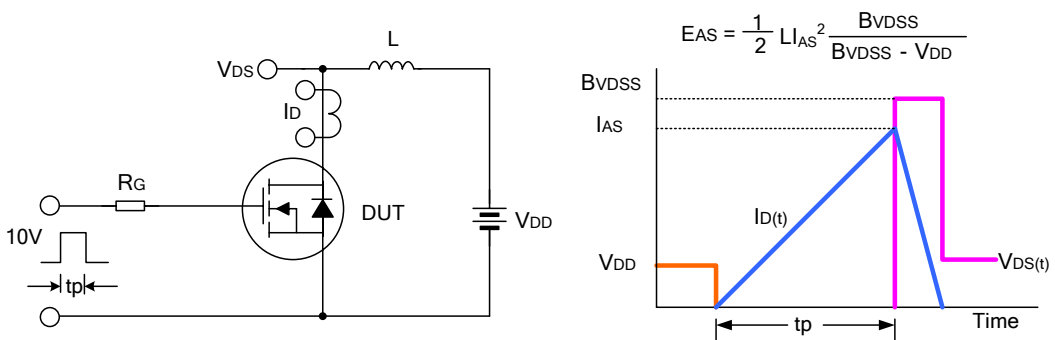 L
VDS
ID
RG
DUT
VDD
10V
tp
EAS = 1/2 LIAS² BVDSS / BVDSS - VDD
BVDSS
IAS
ID(t)
VDD
VDS(t)
tp
Time